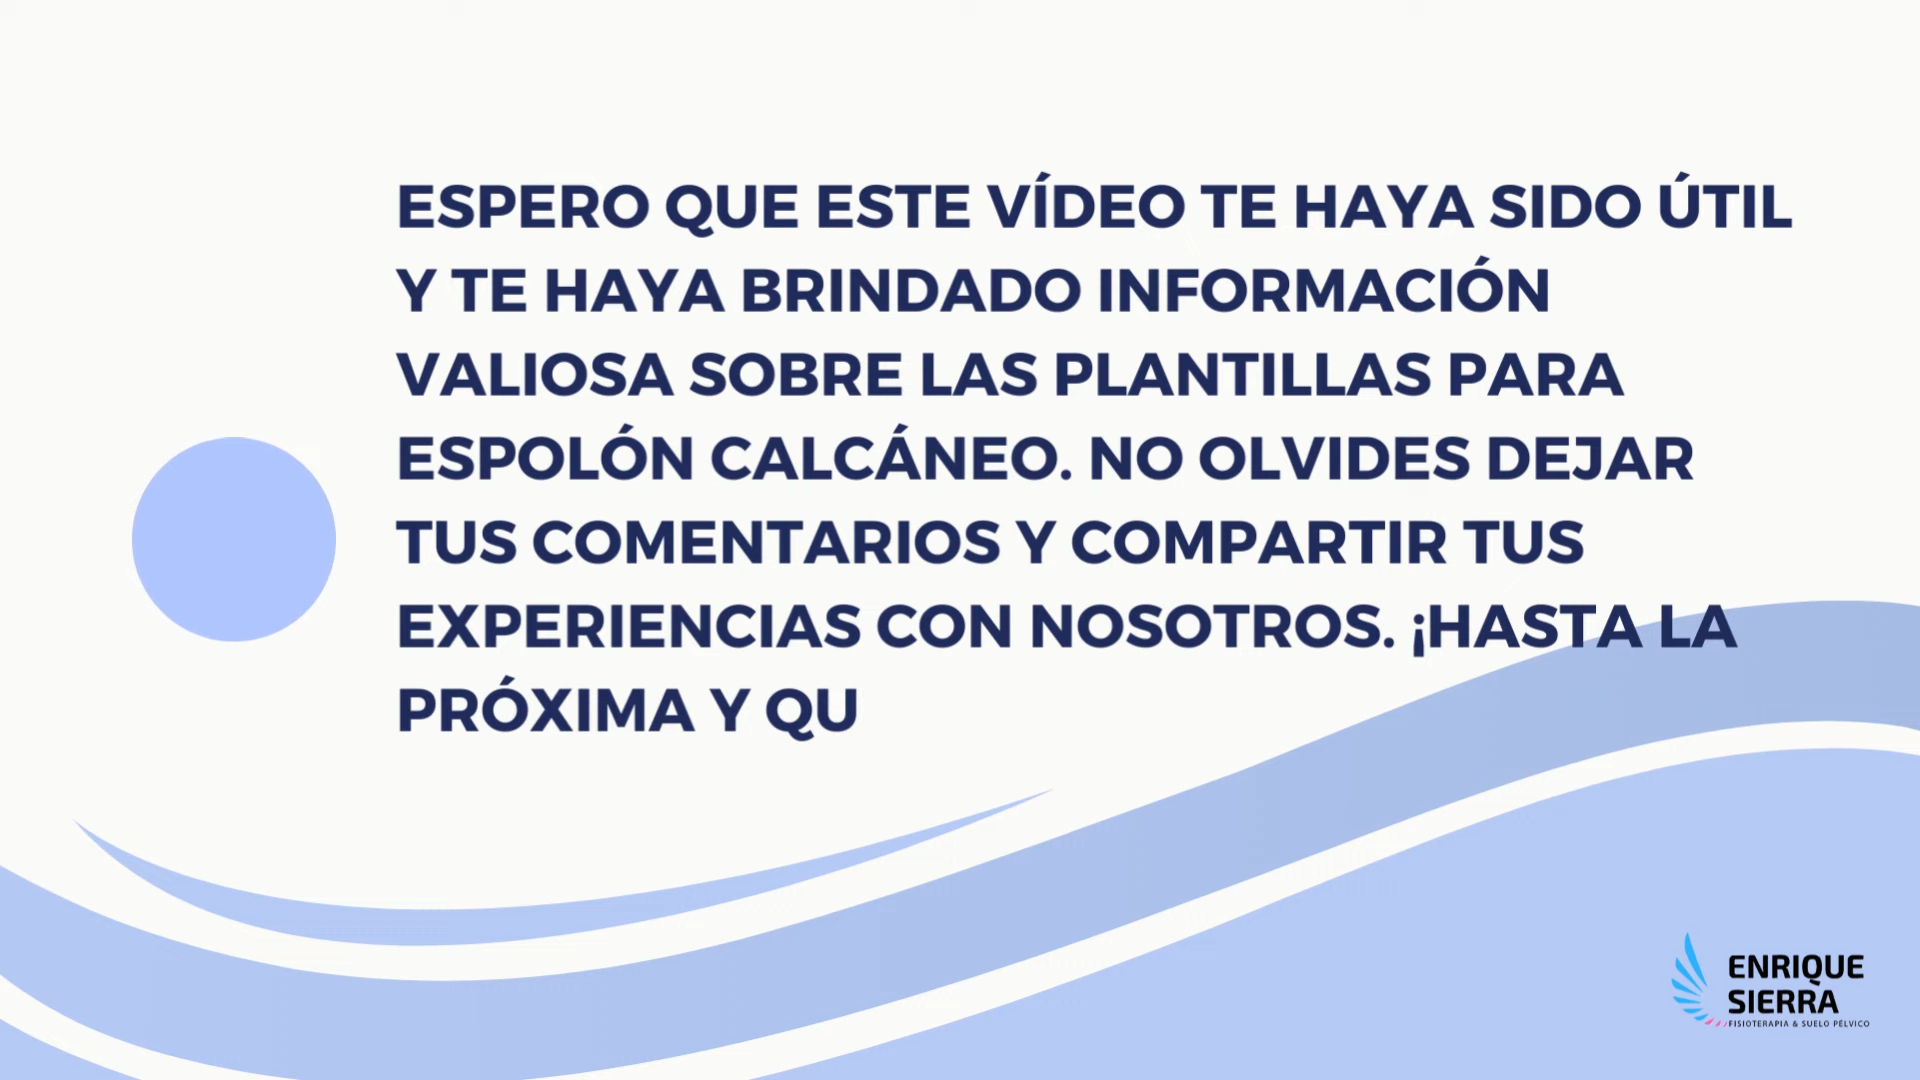 ESPERO QUE ESTE VÍDEO TE HAYA SIDO ÚTIL
Y TE HAYA BRINDADO INFORMACIÓN
VALIOSA SOBRE LAS PLANTILLAS PARA
ESPOLÓN CALCÁNEO. NO OLVIDES DEJAR
TUS COMENTARIOS Y COMPARTIR TUS
EXPERIENCIAS CON NOSOTROS. ¡HASTA LA
PRÓXIMA Y QU
ENRIQUE
SIERRA
FISIOTERAPIA & SUELO PÉLVICO